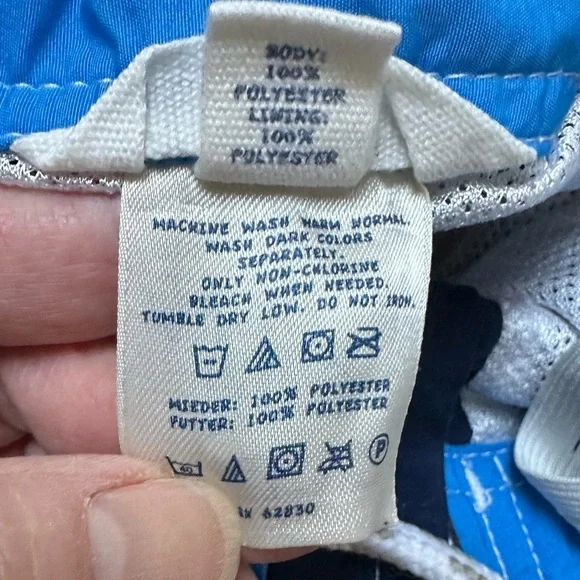 BODY:
100%
POLYESTER
LINING:
100%
POLYESTER
MACHINE WASH WARM NORMAL.
WASH DARK COLORS
SEPARATELY.
ONLY NON-CHLORINE
BLEACH WHEN NEEDED.
TUMBLE DRY LOW. DO NOT IRON.
MIEDER: 100% POLYESTER
FUTTER: 100% POLYESTER
40 P
62830